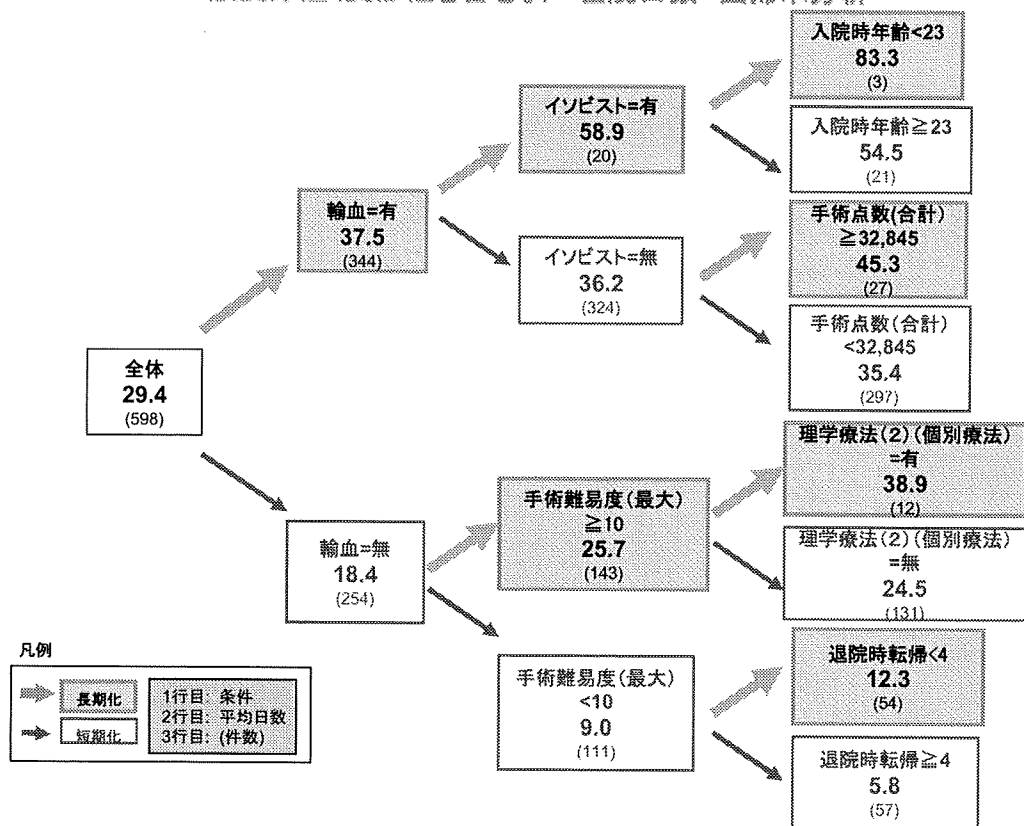 入院時年齢<23
83.3
(3)
イソビスト=有
58.9
(20)
入院時年齢≧23
54.5
(21)
輸血=有
37.5
(344)
手術点数(合計)
≧32,845
45.3
(27)
イソビスト=無
36.2
(324)
手術点数(合計)
<32,845
35.4
(297)
全体
29.4
(598)
理学療法(2)(個別療法)
=有
38.9
(12)
手術難易度(最大)
≧10
25.7
(143)
輸血=無
18.4
(254)
理学療法(2)(個別療法)
=無
24.5
(131)
退院時転帰<4
12.3
(54)
手術難易度(最大)
<10
9.0
(111)
退院時転帰≧4
5.8
(57)
凡例
長期化
短期化
1行目: 条件
2行目: 平均日数
3行目: (件数)